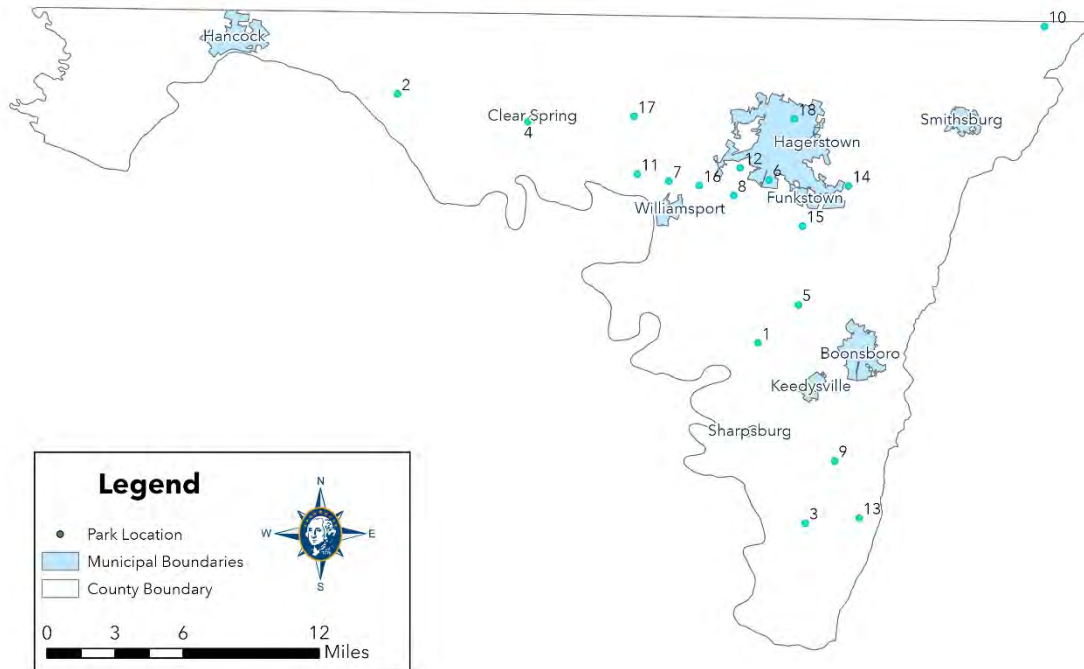 10
Hancock
2
17
Clear Spring
4
18
Smithsburg
Hagerstown
12
11
7
16
6
14
8
Funkstown
Williamsport
15
5
1
Boonsboro
Keedysville
Sharpsburg
9
3
13
Legend
N
Park Location
W
E
Municipal Boundaries
County Boundary
S
0 3 6 12
Miles